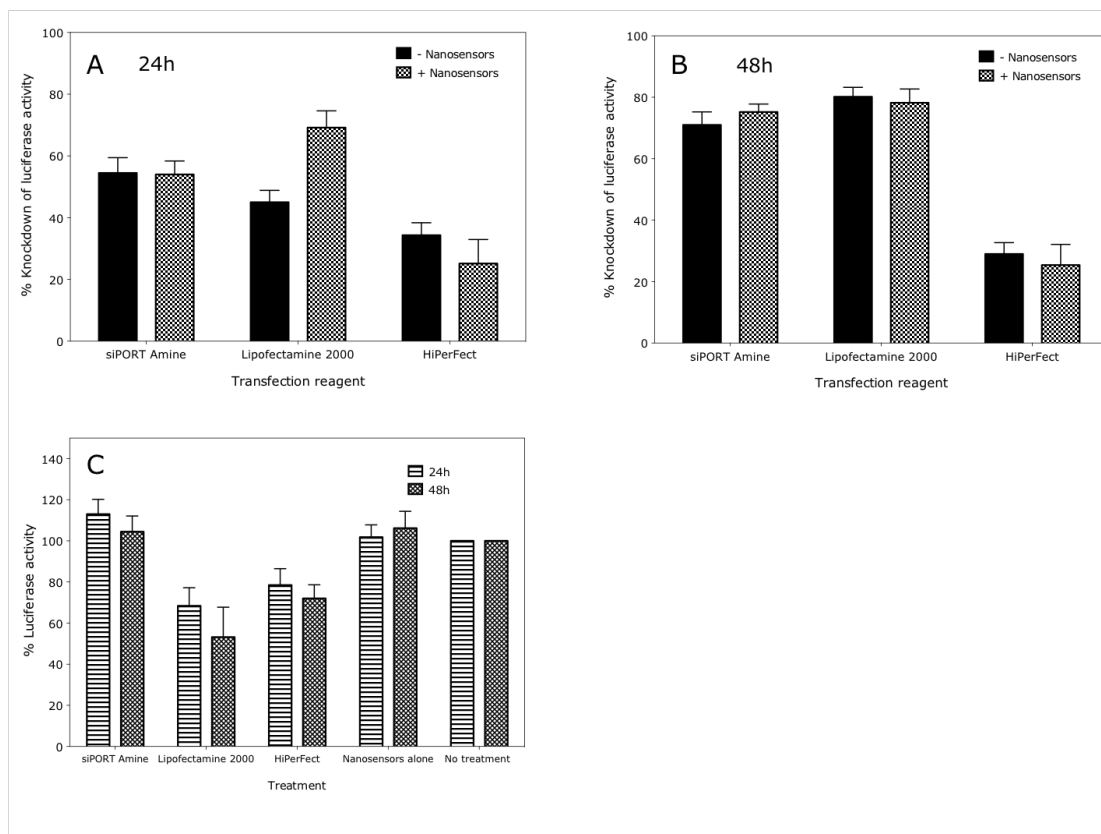 A
24h
- Nanosensors
+ Nanosensors
% Knockdown of luciferase activity
100
80
60
40
20
0
siPORT Amine Lipofectamine 2000 HiPerFect
Transfection reagent
B
48h
- Nanosensors
+ Nanosensors
% Knockdown of luciferase activity
100
80
60
40
20
0
siPORT Amine Lipofectamine 2000 HiPerFect
Transfection reagent
C
24h
48h
% Luciferase activity
140
120
100
80
60
40
20
0
siPORT Amine Lipofectamine 2000 HiPerFect Nanosensors alone No treatment
Treatment